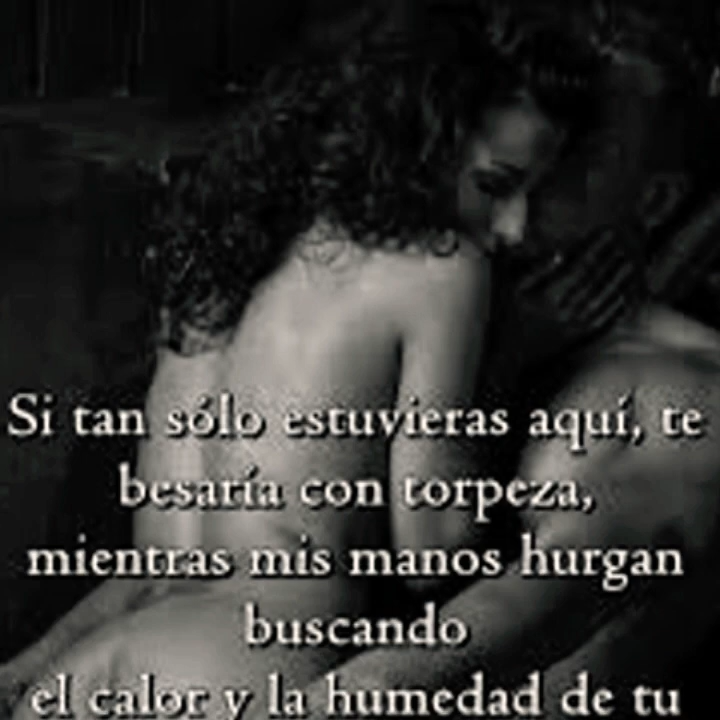 Si tan sólo estuvieras aquí, te
besaría con torpeza,
mientras mis manos hurgan
buscando
el calor y la humedad de tu